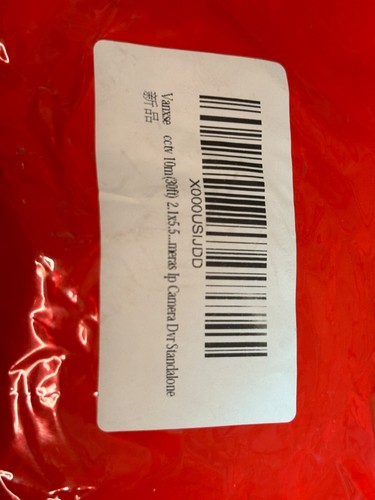 X000USIJDD
Vanxse cctv 10m(30ft) 2.1x5.5...meras Ip Camera Dvr Standalone
新品